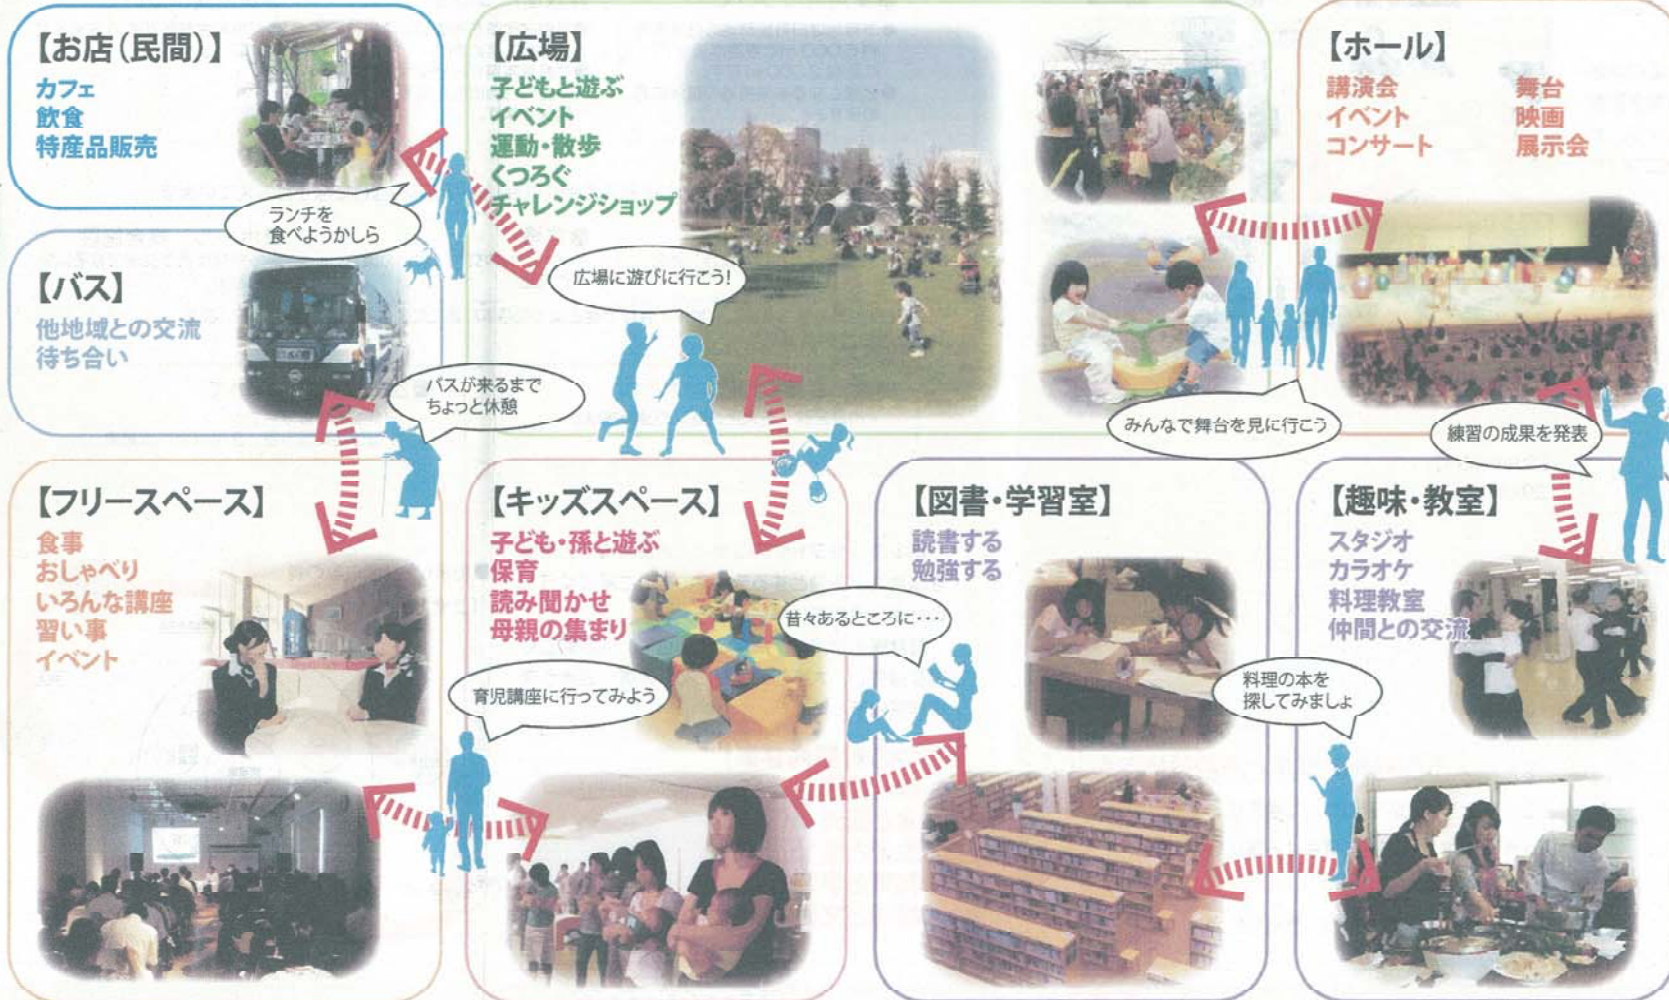 【お店(民間)】
カフェ
飲食
特産品販売
ランチを
食べようかしら
【バス】
他地域との交流
待ち合い
バスが来るまで
ちょっと休憩
【広場】
子どもと遊ぶ
イベント
運動・散歩
くつろぐ
チャレンジショップ
広場に遊びに行こう!
【ホール】
講演会
イベント
コンサート
舞台
映画
展示会
みんなで舞台を見に行こう
練習の成果を発表
【フリースペース】
食事
おしゃべり
いろんな講座
習い事
イベント
育児講座に行ってみよう
【キッズスペース】
子ども・孫と遊ぶ
保育
読み聞かせ
母親の集まり
昔々あるところに・・・
【図書・学習室】
読書する
勉強する
料理の本を
探してみましょ
【趣味・教室】
スタジオ
カラオケ
料理教室
仲間との交流